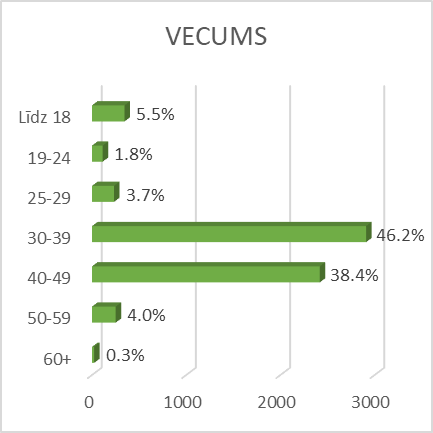 VECUMS
Līdz 18 5.5%
19-24 1.8%
25-29 3.7%
30-39 46.2%
40-49 38.4%
50-59 4.0%
60+ 0.3%
0 1000 2000 3000